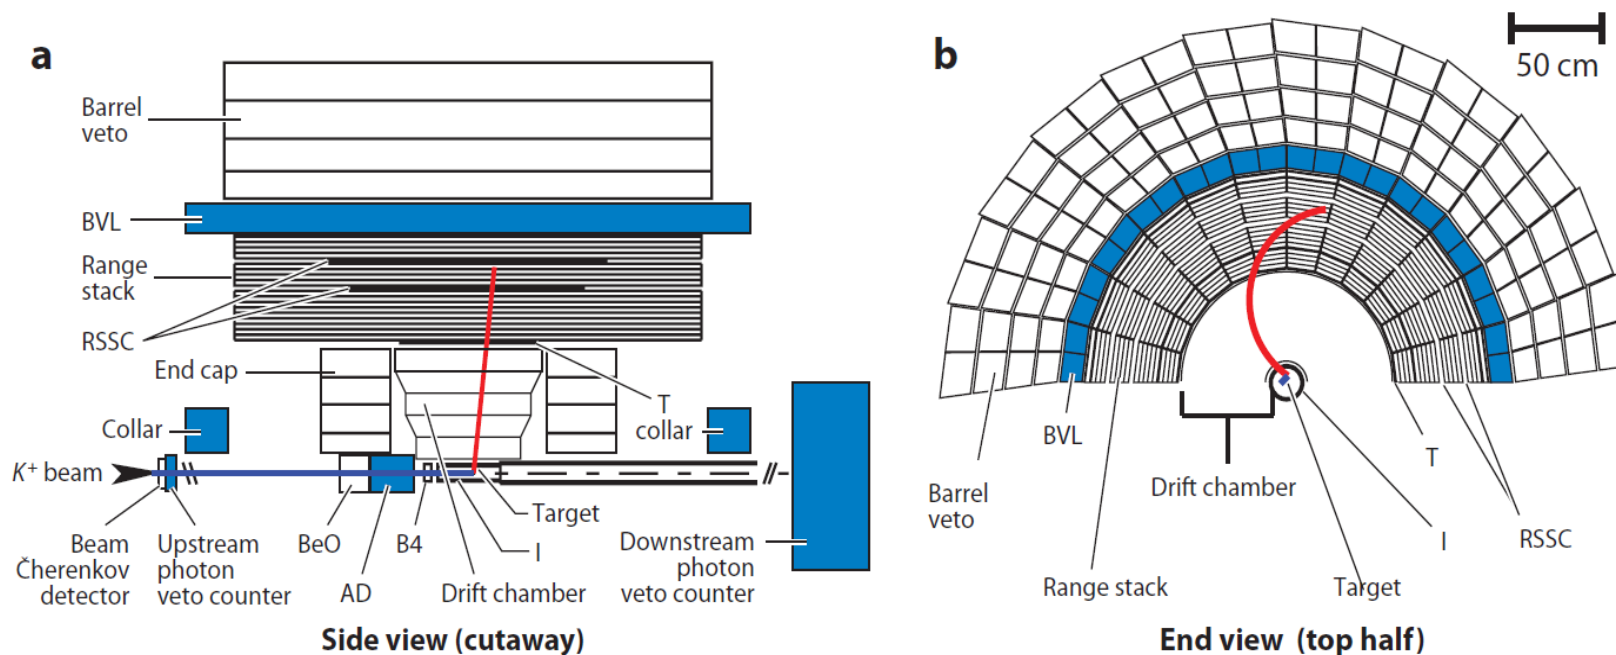 a
Barrel
veto
BVL
Range
stack
RSSC
End cap
T
Collar
collar
K+ beam
Target
I
Beam
Čherenkov
detector
Upstream
photon
veto counter
BeO
AD
B4
Drift chamber
Downstream
photon
veto counter
Side view (cutaway)
b
50 cm
BVL
T
Drift chamber
Barrel
veto
I
RSSC
Range stack
Target
End view (top half)